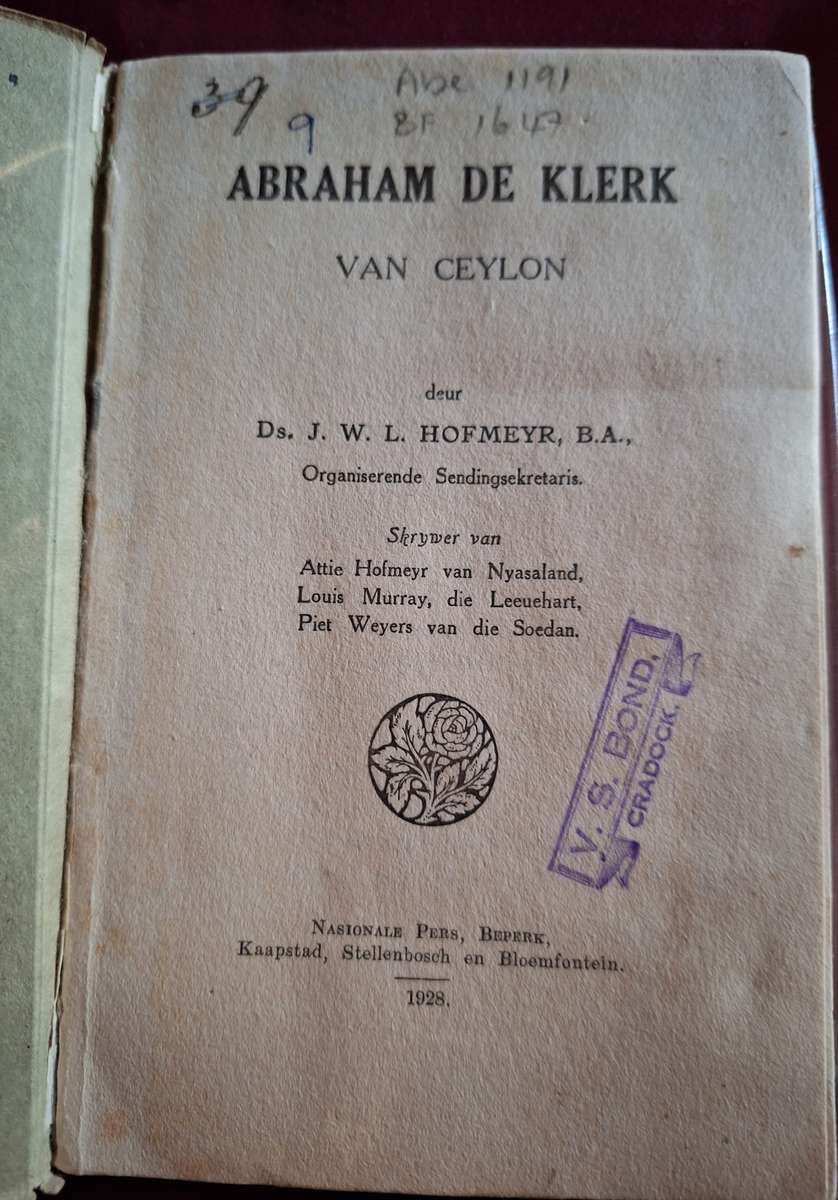 39
9
Abe 1191
BF 1647
ABRAHAM DE KLERK
VAN CEYLON
deur
Ds. J. W. L. HOFMEYR, B.A.,
Organiserende Sendingsekretaris.
Skrywer van
Attie Hofmeyr van Nyasaland,
Louis Murray, die Leeuehart,
Piet Weyers van die Soedan.
V. S. BOND,
CRADOCK.
NASIONALE PERS, BEPERK,
Kaapstad, Stellenbosch en Bloemfontein.
1928.